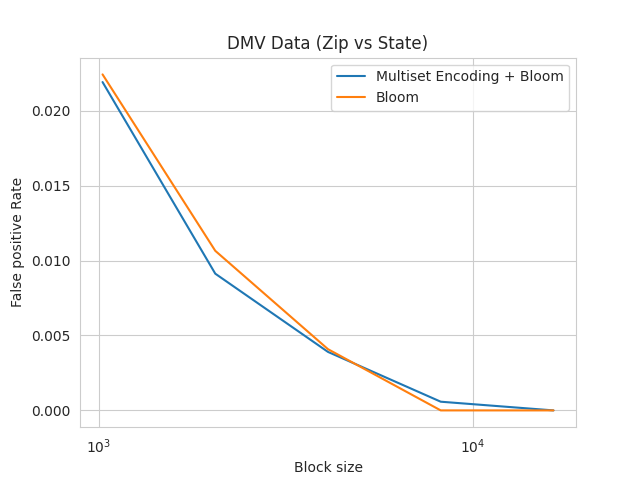 DMV Data (Zip vs State)
Multiset Encoding + Bloom
Bloom
False positive Rate
0.020
0.015
0.010
0.005
0.000
10³
10⁴
Block size